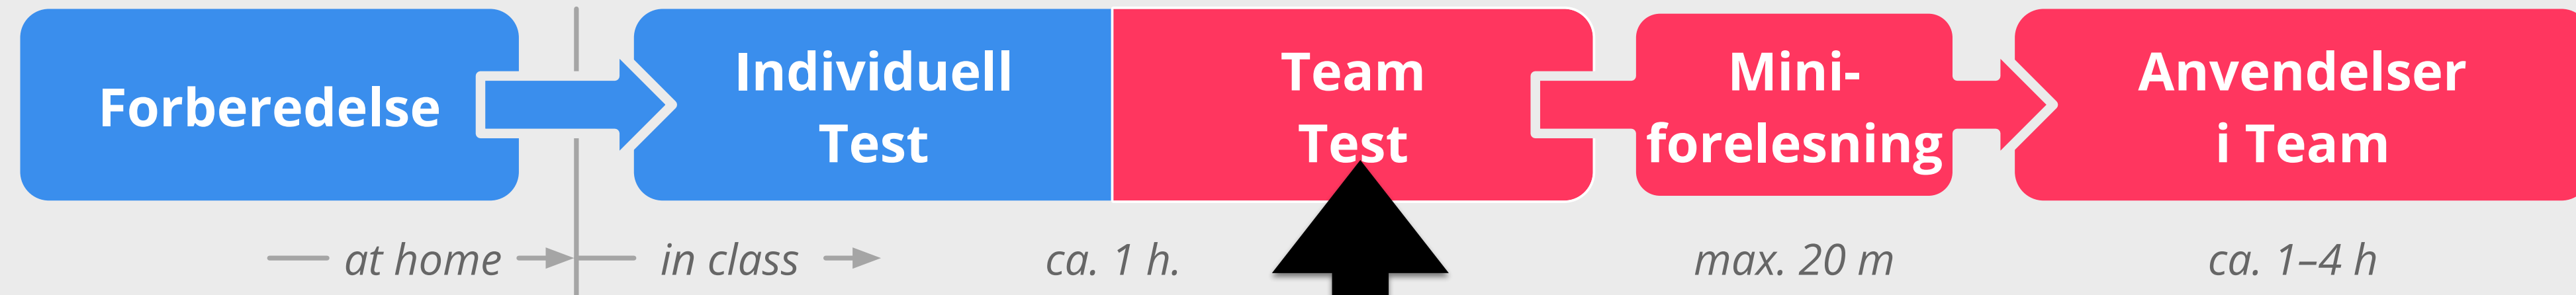 Forberedelse
Individuell
Test
Team
Test
Mini-
forelesning
Anvendelser
i Team
at home
in class
ca. 1 h.
max. 20 m
ca. 1–4 h